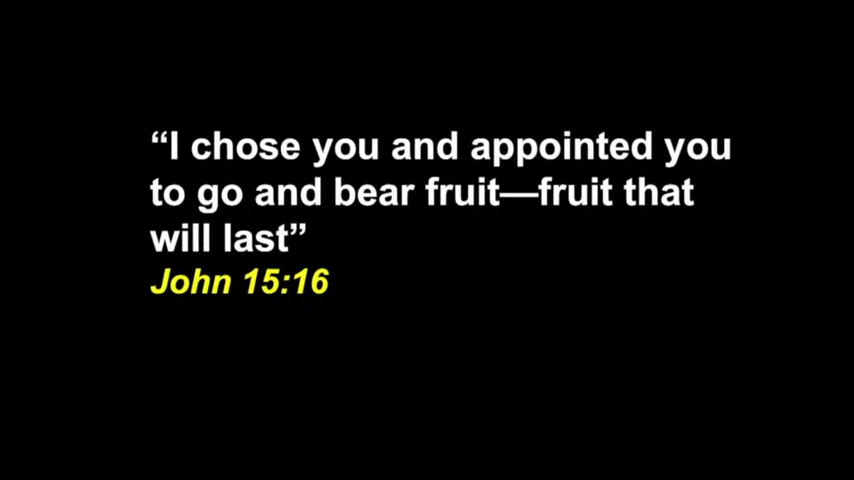 “I chose you and appointed you
to go and bear fruit—fruit that
will last”
John 15:16